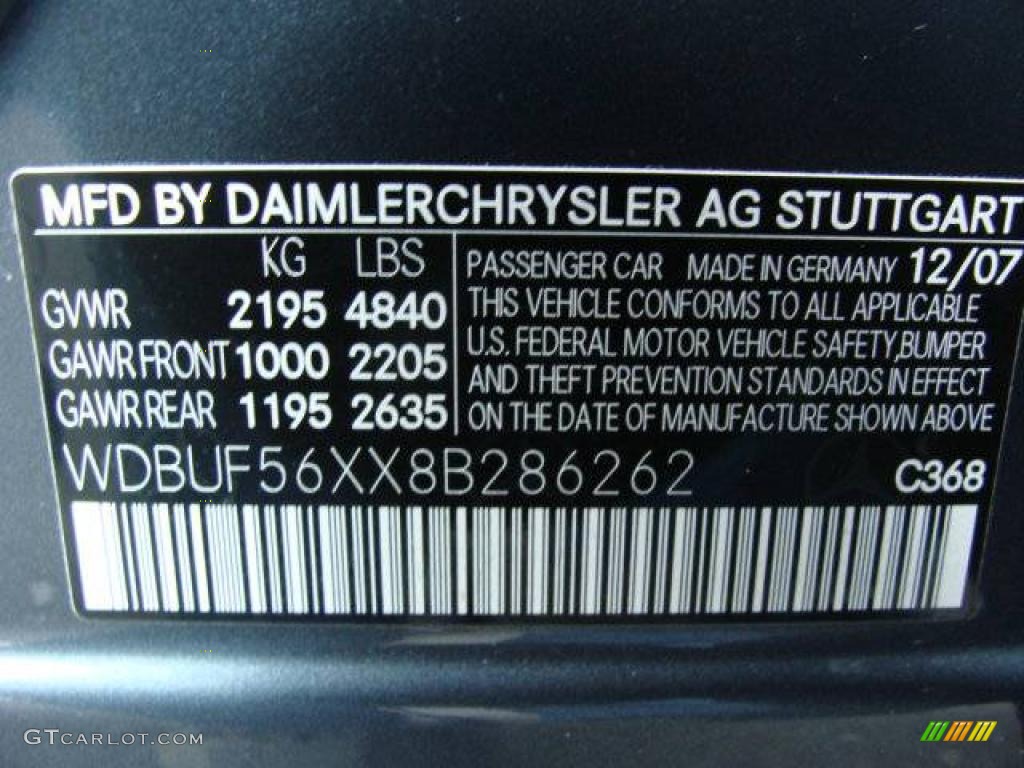 MFD BY DAIMLERCHRYSLER AG STUTTGART
KG LBS
GVWR 2195 4840
GAWR FRONT 1000 2205
GAWR REAR 1195 2635
PASSENGER CAR MADE IN GERMANY 12/07
THIS VEHICLE CONFORMS TO ALL APPLICABLE
U.S. FEDERAL MOTOR VEHICLE SAFETY,BUMPER
AND THEFT PREVENTION STANDARDS IN EFFECT
ON THE DATE OF MANUFACTURE SHOWN ABOVE
WDBUF56XX8B286262 C368
GTCARLOT.COM